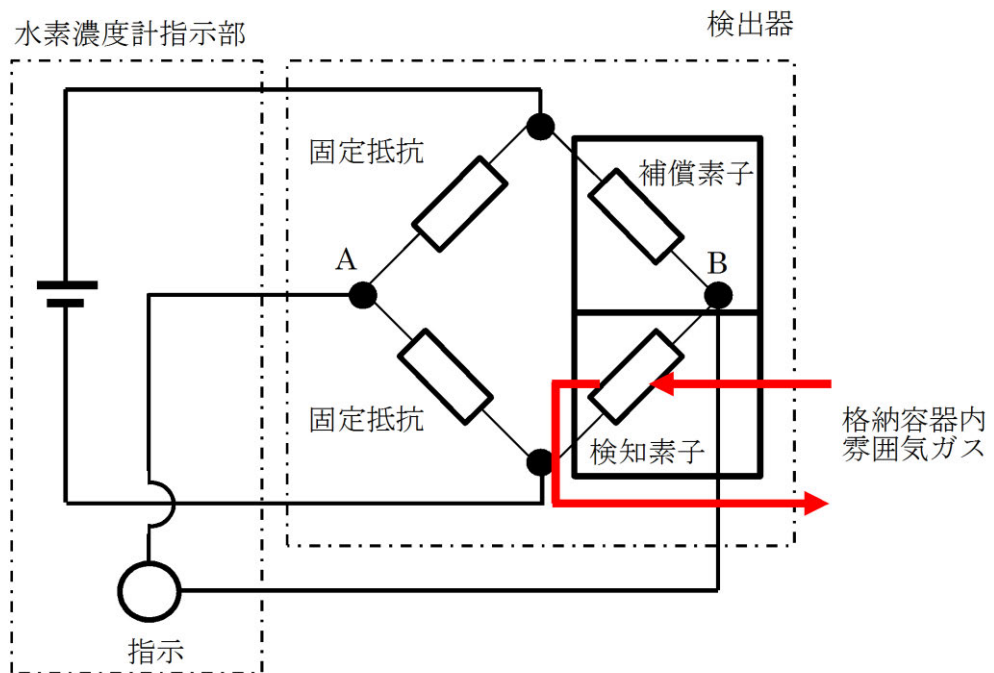 水素濃度計指示部
検出器
固定抵抗
補償素子
A
B
固定抵抗
検知素子
格納容器内
雰囲気ガス
指示